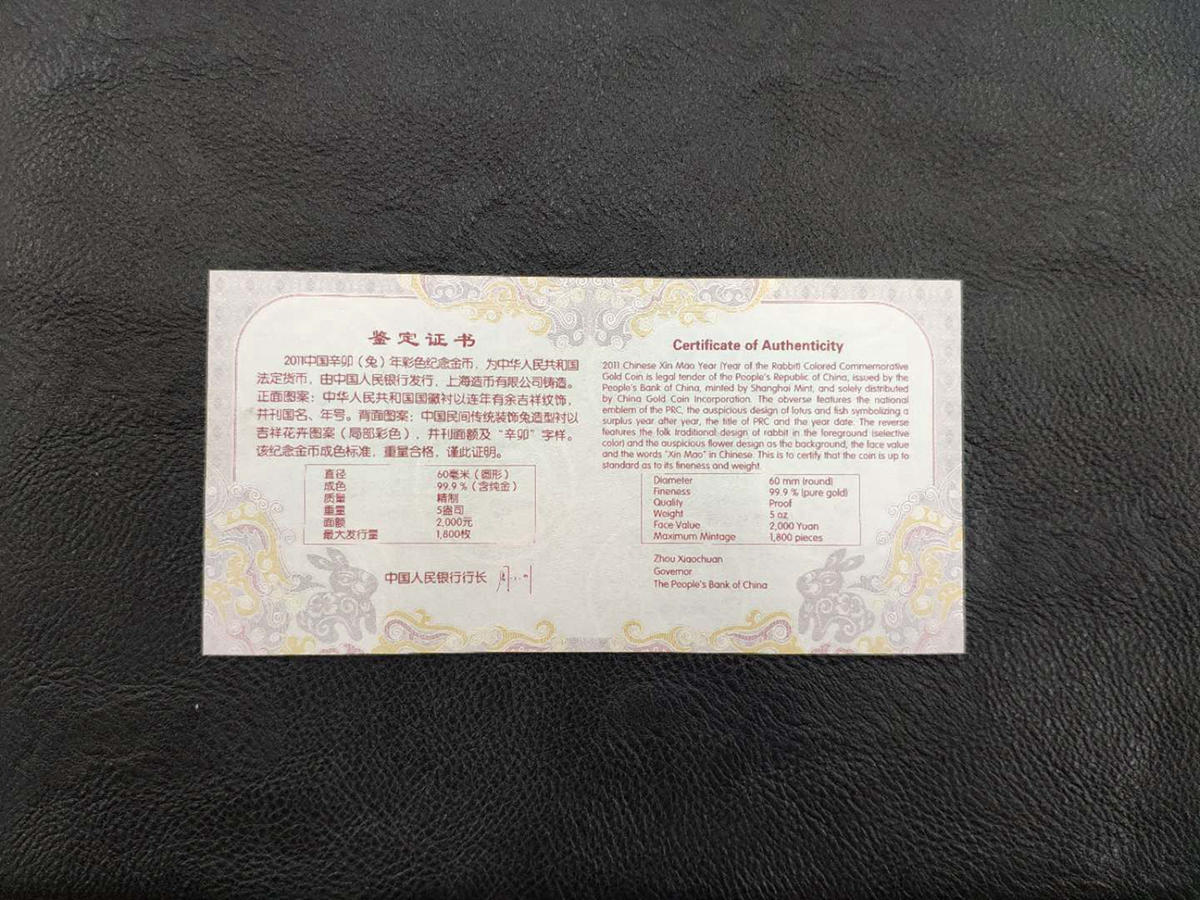 鉴定证书
2011中国辛卯（兔）年彩色纪念金币，为中华人民共和国
法定货币，由中国人民银行发行，上海造币有限公司铸造。
正面图案：中华人民共和国国徽衬以连年有余吉祥纹饰，
并刊国名、年号。背面图案：中国民间传统装饰兔造型衬以
吉祥花卉图案（局部彩色），并刊面额及“辛卯”字样。
该纪念金币成色标准，重量合格，谨此证明。
直径 60毫米（圆形）
成色 99.9%（含纯金）
质量 精制
重量 5盎司
面额 2,000元
最大发行量 1,800枚
中国人民银行行长
Certificate of Authenticity
2011 Chinese Xin Mao Year (Year of the Rabbit) Colored Commemorative
Gold Coin is legal tender of the People's Republic of China, issued by the
People's Bank of China, minted by Shanghai Mint, and solely distributed
by China Gold Coin Incorporation. The obverse features the national
emblem of the PRC, the auspicious design of lotus and fish symbolizing a
surplus year after year, the title of PRC and the year date. The reverse
features the folk traditional design of rabbit in the foreground (selective
color) and the auspicious flower design as the background, the face value
and the words "Xin Mao" in Chinese. This is to certify that the coin is up to
standard as to its fineness and weight.
Diameter 60 mm (round)
Fineness 99.9 % (pure gold)
Quality Proof
Weight 5 oz
Face Value 2,000 Yuan
Maximum Mintage 1,800 pieces
Zhou Xiaochuan
Governor
The People's Bank of China